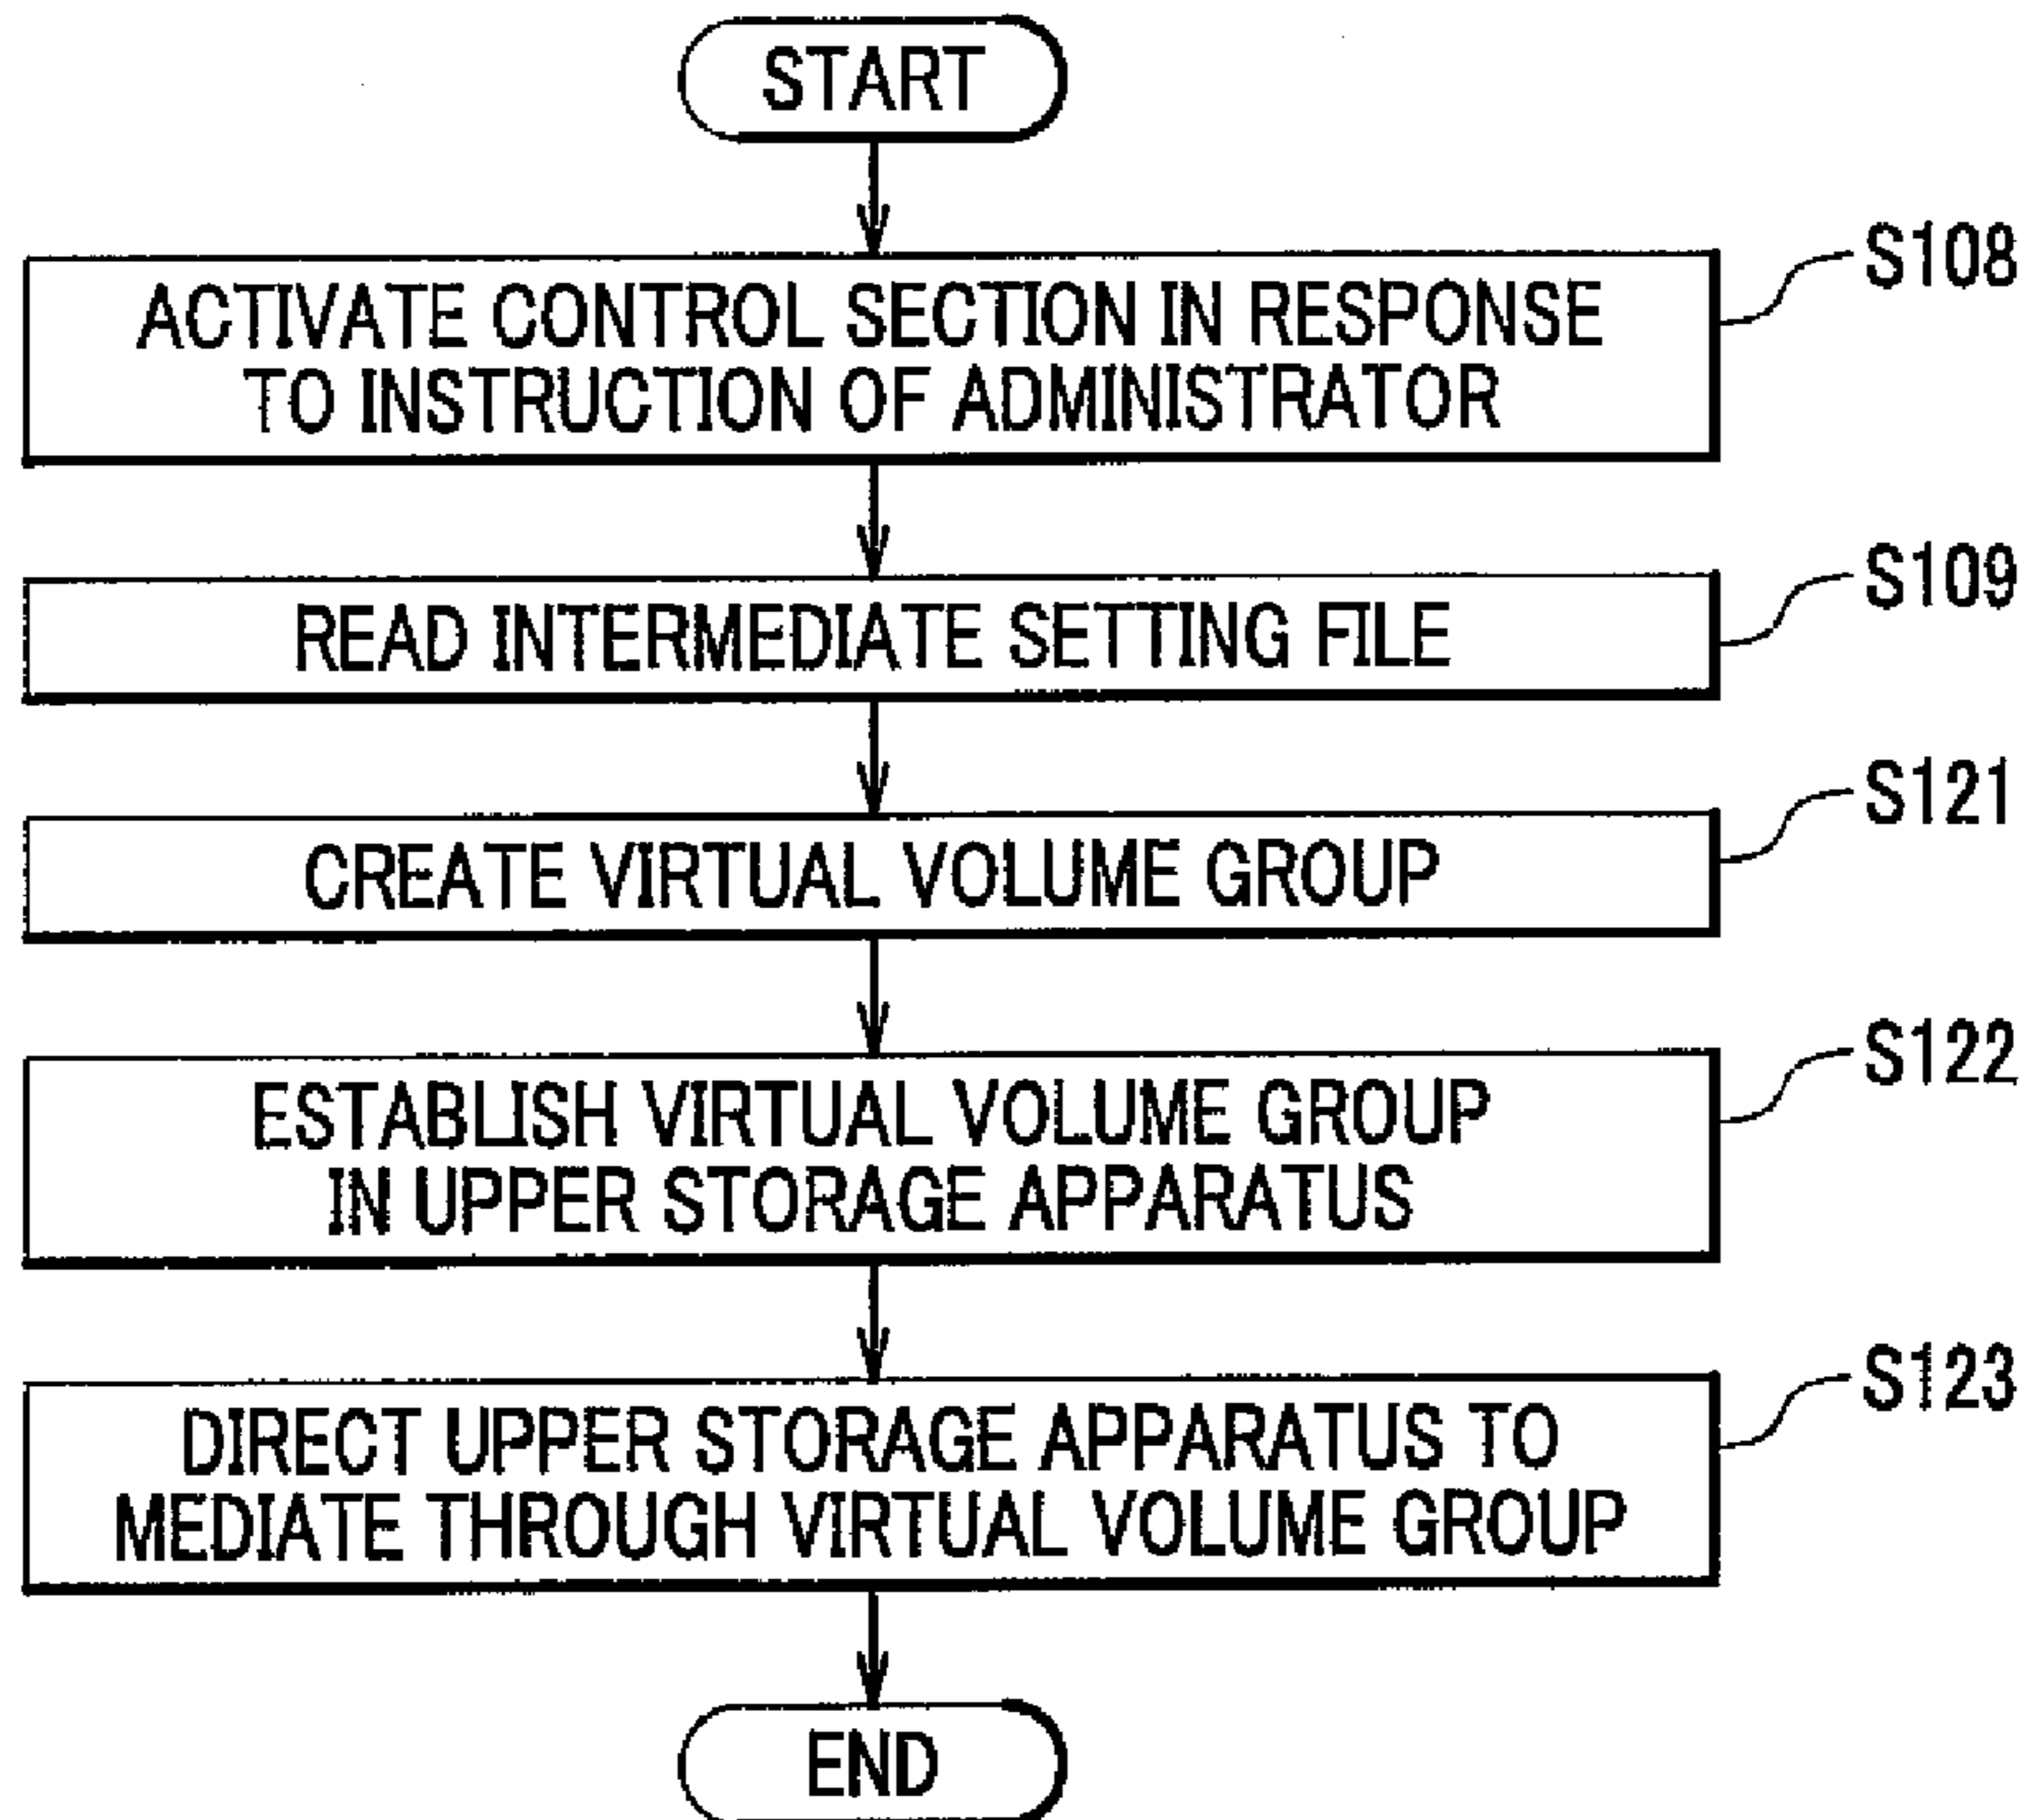 START
S108
ACTIVATE CONTROL SECTION IN RESPONSE
TO INSTRUCTION OF ADMINISTRATOR
S109
READ INTERMEDIATE SETTING FILE
S121
CREATE VIRTUAL VOLUME GROUP
S122
ESTABLISH VIRTUAL VOLUME GROUP
IN UPPER STORAGE APPARATUS
S123
DIRECT UPPER STORAGE APPARATUS TO
MEDIATE THROUGH VIRTUAL VOLUME GROUP
END